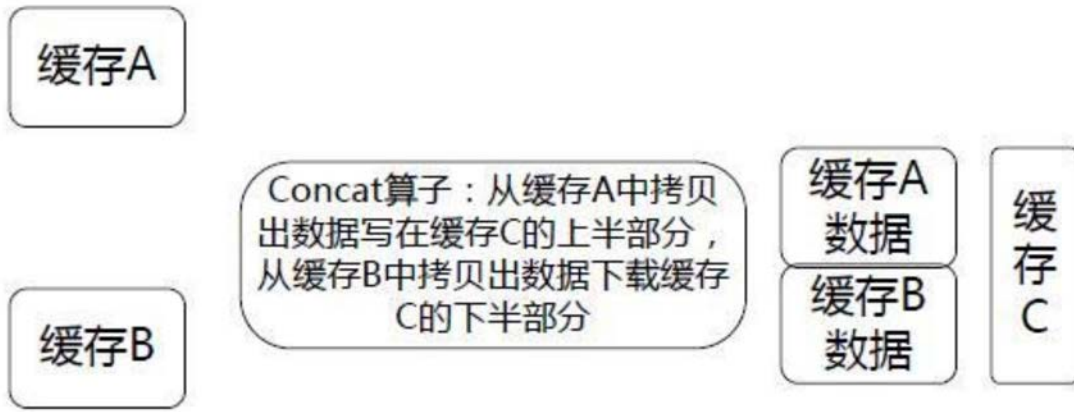 缓存A
缓存B
Concat算子：从缓存A中拷贝
出数据写在缓存C的上半部分，
从缓存B中拷贝出数据下载缓存
C的下半部分
缓存A
数据
缓存B
数据
缓
存
C